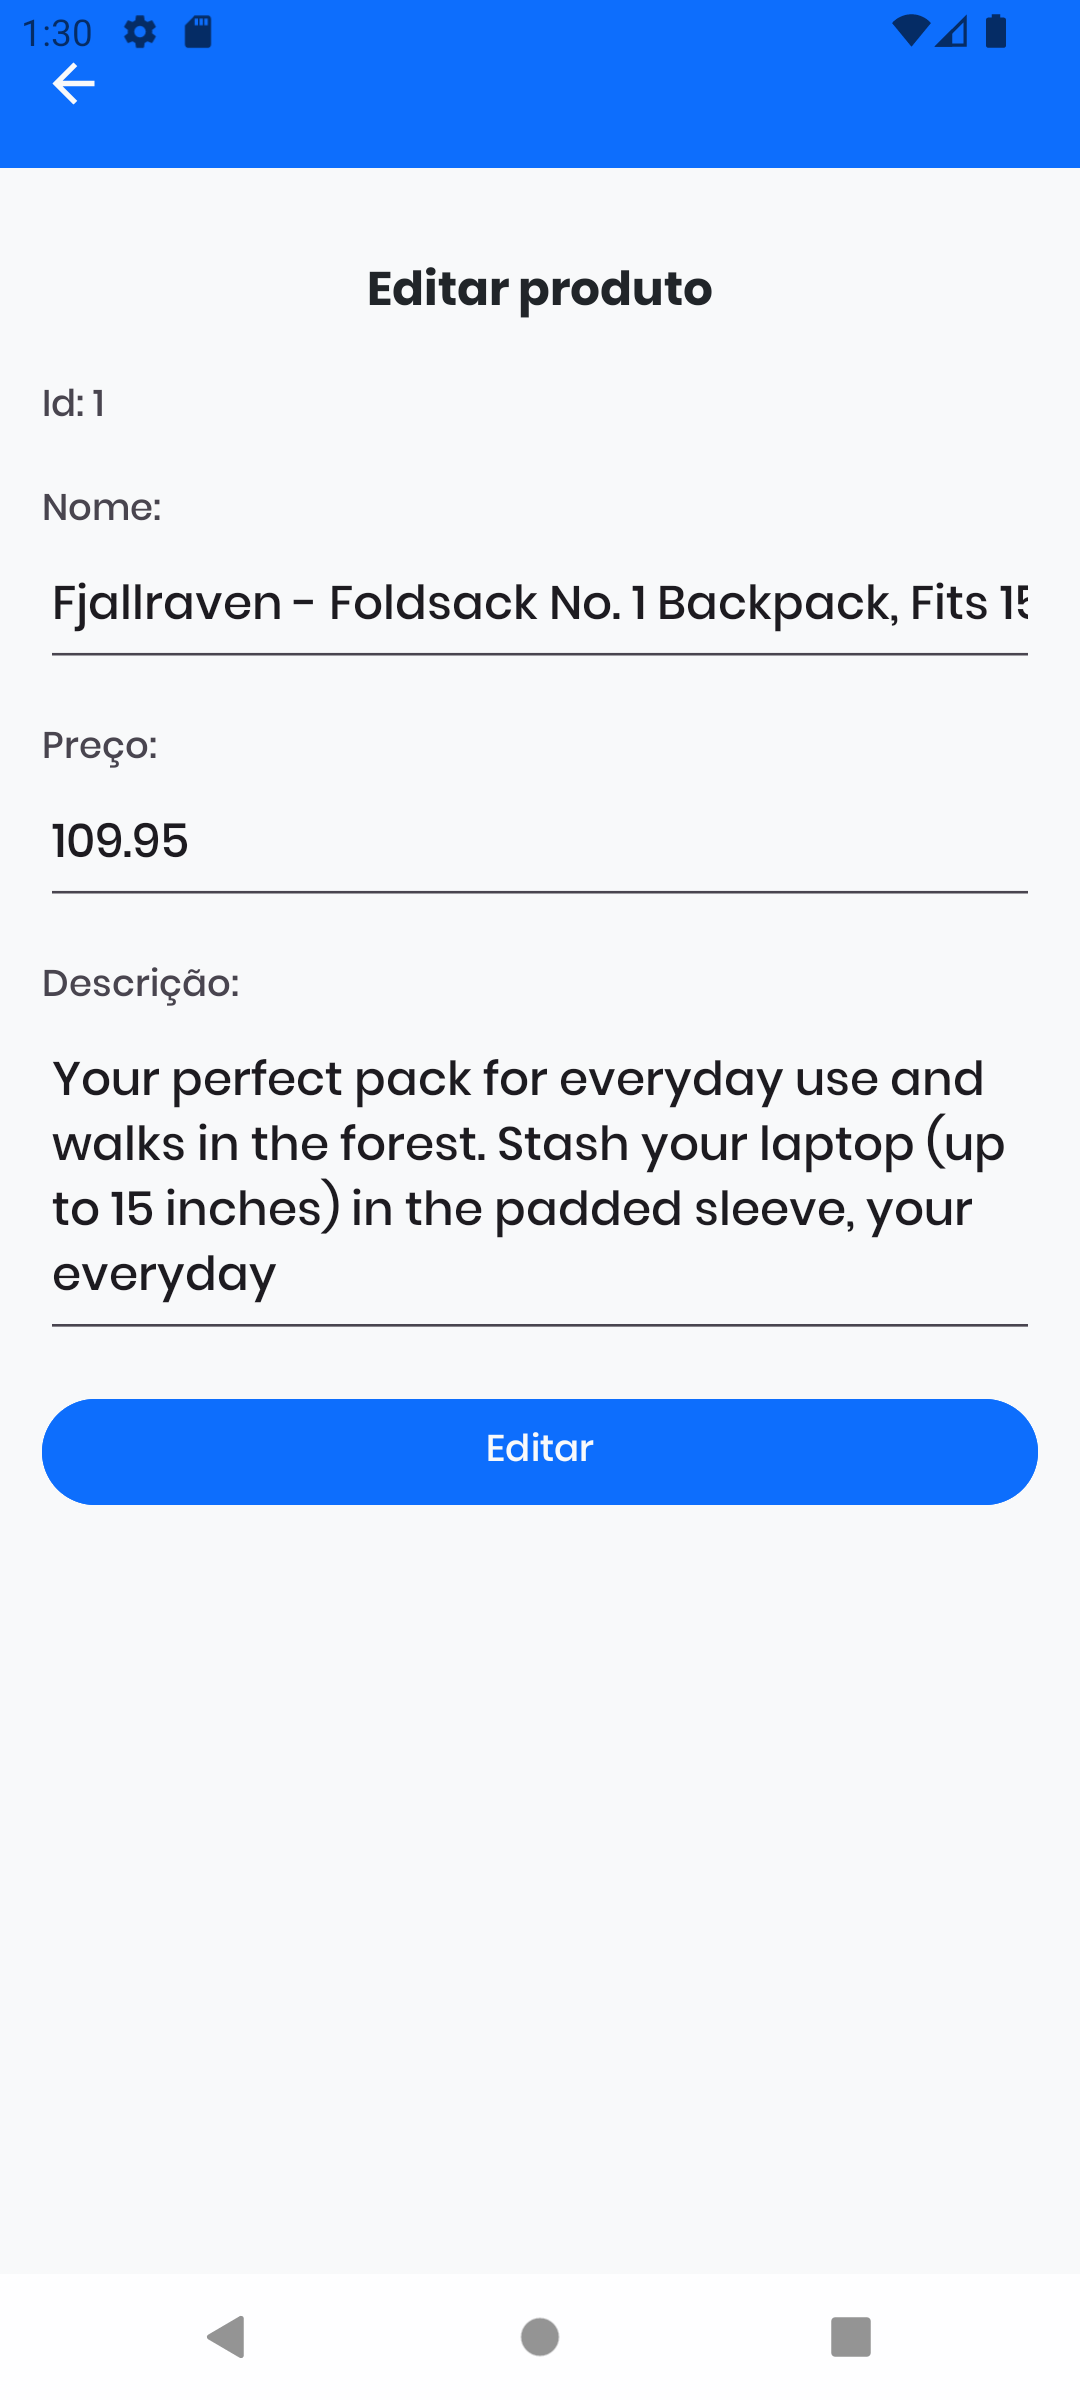 1:30
Editar produto
Id: 1
Nome:
Fjallraven - Foldsack No. 1 Backpack, Fits 15
Preço:
109.95
Descrição:
Your perfect pack for everyday use and
walks in the forest. Stash your laptop (up
to 15 inches) in the padded sleeve, your
everyday
Editar